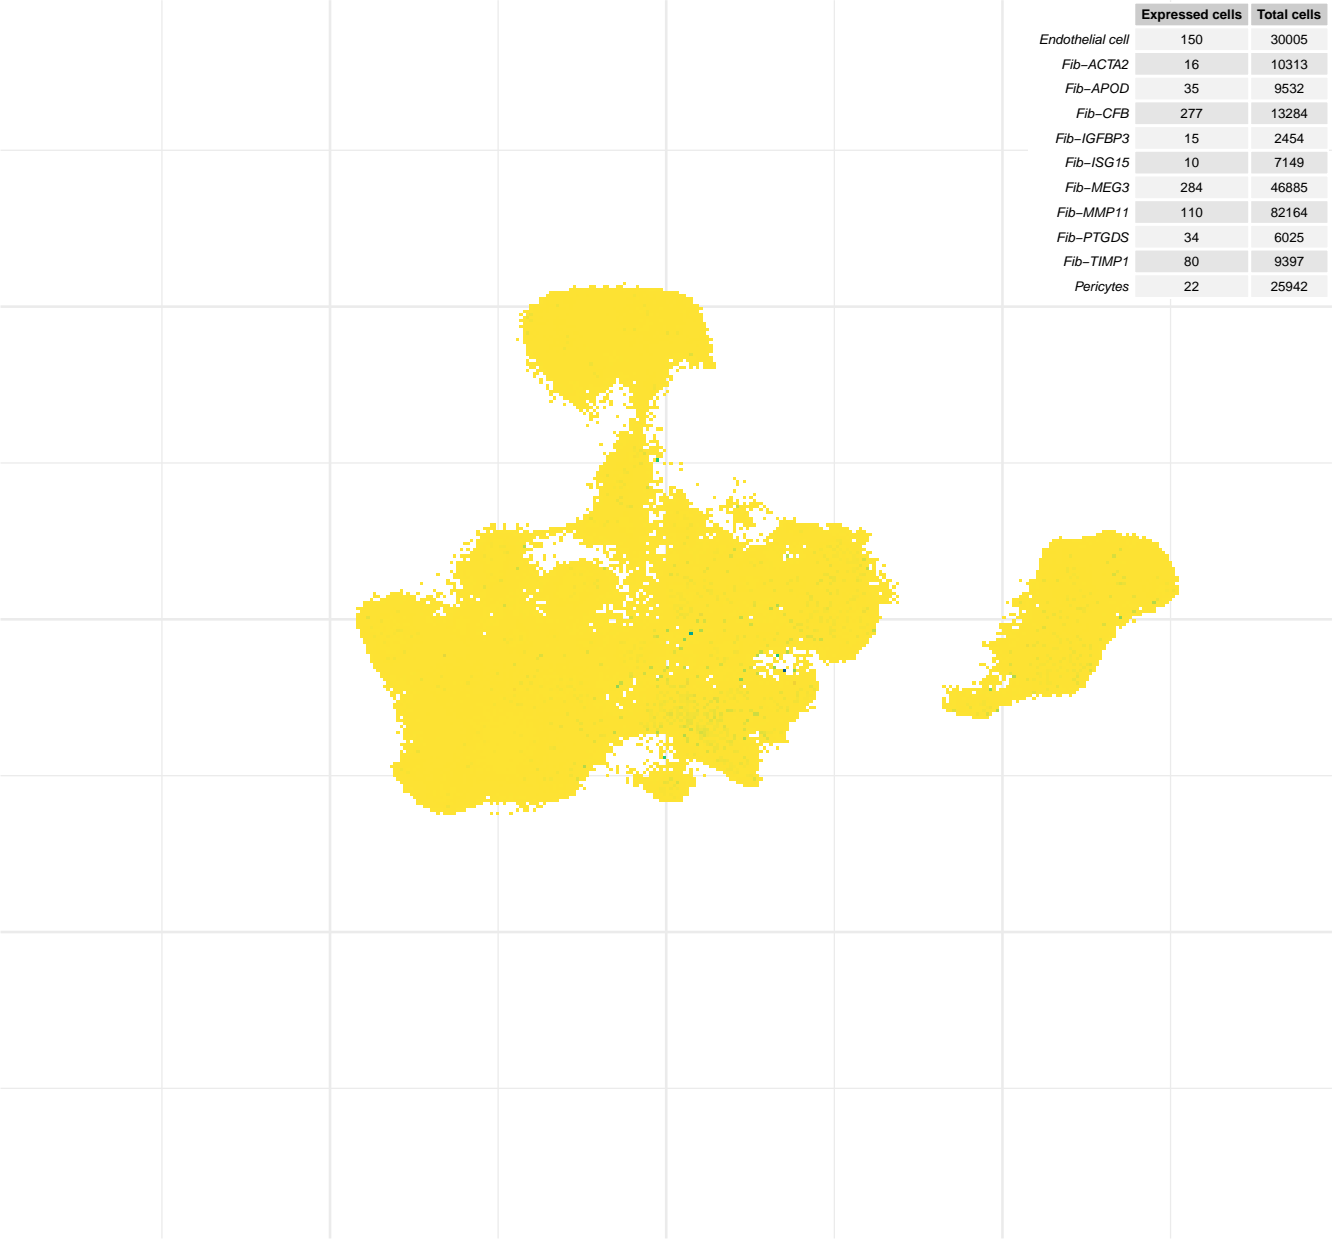 Expressed cells Total cells
Endothelial cell 150 30005
Fib−ACTA2 16 10313
Fib−APOD 35 9532
Fib−CFB 277 13284
Fib−IGFBP3 15 2454
Fib−ISG15 10 7149
Fib−MEG3 284 46885
Fib−MMP11 110 82164
Fib−PTGDS 34 6025
Fib−TIMP1 80 9397
Pericytes 22 25942